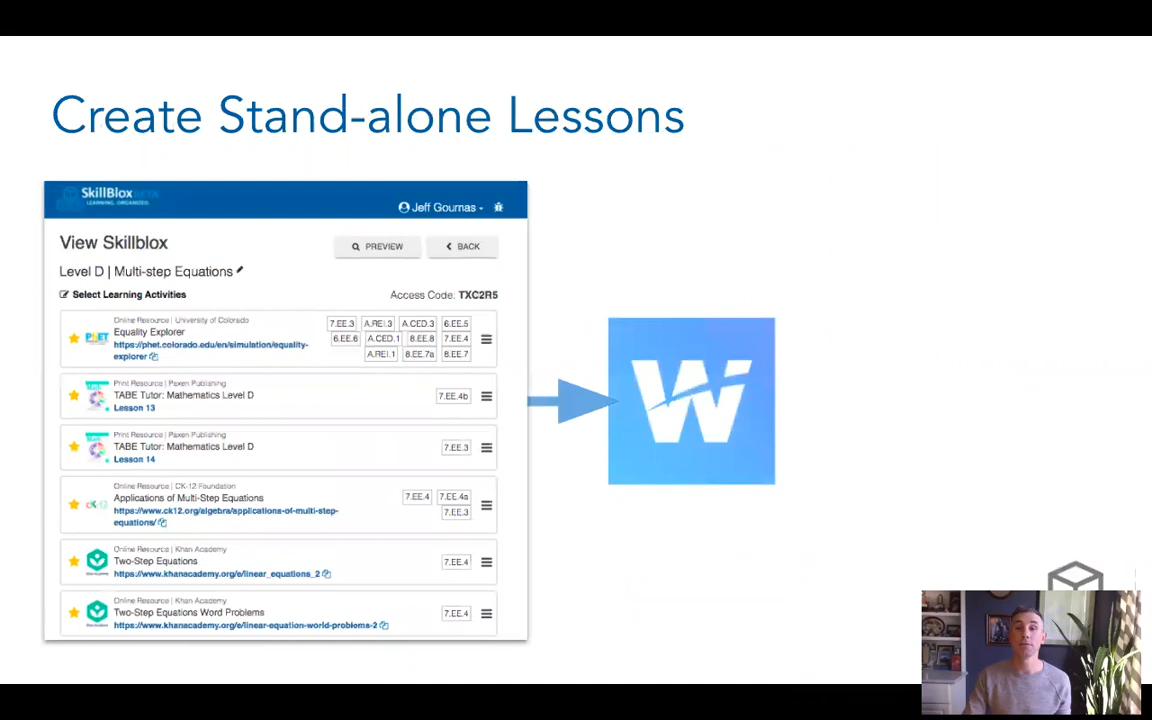 Create Stand-alone Lessons
SkillBlox BETA
LEARNING. ORGANIZED.
Jeff Gournas
View Skillblox
PREVIEW
BACK
Level D | Multi-step Equations
Select Learning Activities
Access Code: TXC2R5
Online Resource | University of Colorado
Equality Explorer
https://phet.colorado.edu/en/simulation/equality-
explorer
7.EE.3 A.REI.3 A.CED.3 6.EE.5
6.EE.6 A.CED.1 8.EE.8 7.EE.4
A.REI.1 8.EE.7a 8.EE.7
Print Resource | Paxen Publishing
TABE Tutor: Mathematics Level D
Lesson 13
7.EE.4b
Print Resource | Paxen Publishing
TABE Tutor: Mathematics Level D
Lesson 14
7.EE.3
Online Resource | CK-12 Foundation
Applications of Multi-Step Equations
https://www.ck12.org/algebra/applications-of-multi-step-
equations/
7.EE.4 7.EE.4a
7.EE.3
Online Resource | Khan Academy
Two-Step Equations
https://www.khanacademy.org/e/linear_equations_2
7.EE.4
Online Resource | Khan Academy
Two-Step Equations Word Problems
https://www.khanacademy.org/e/linear-equation-world-problems-2
7.EE.4
PhET
ck-12
W